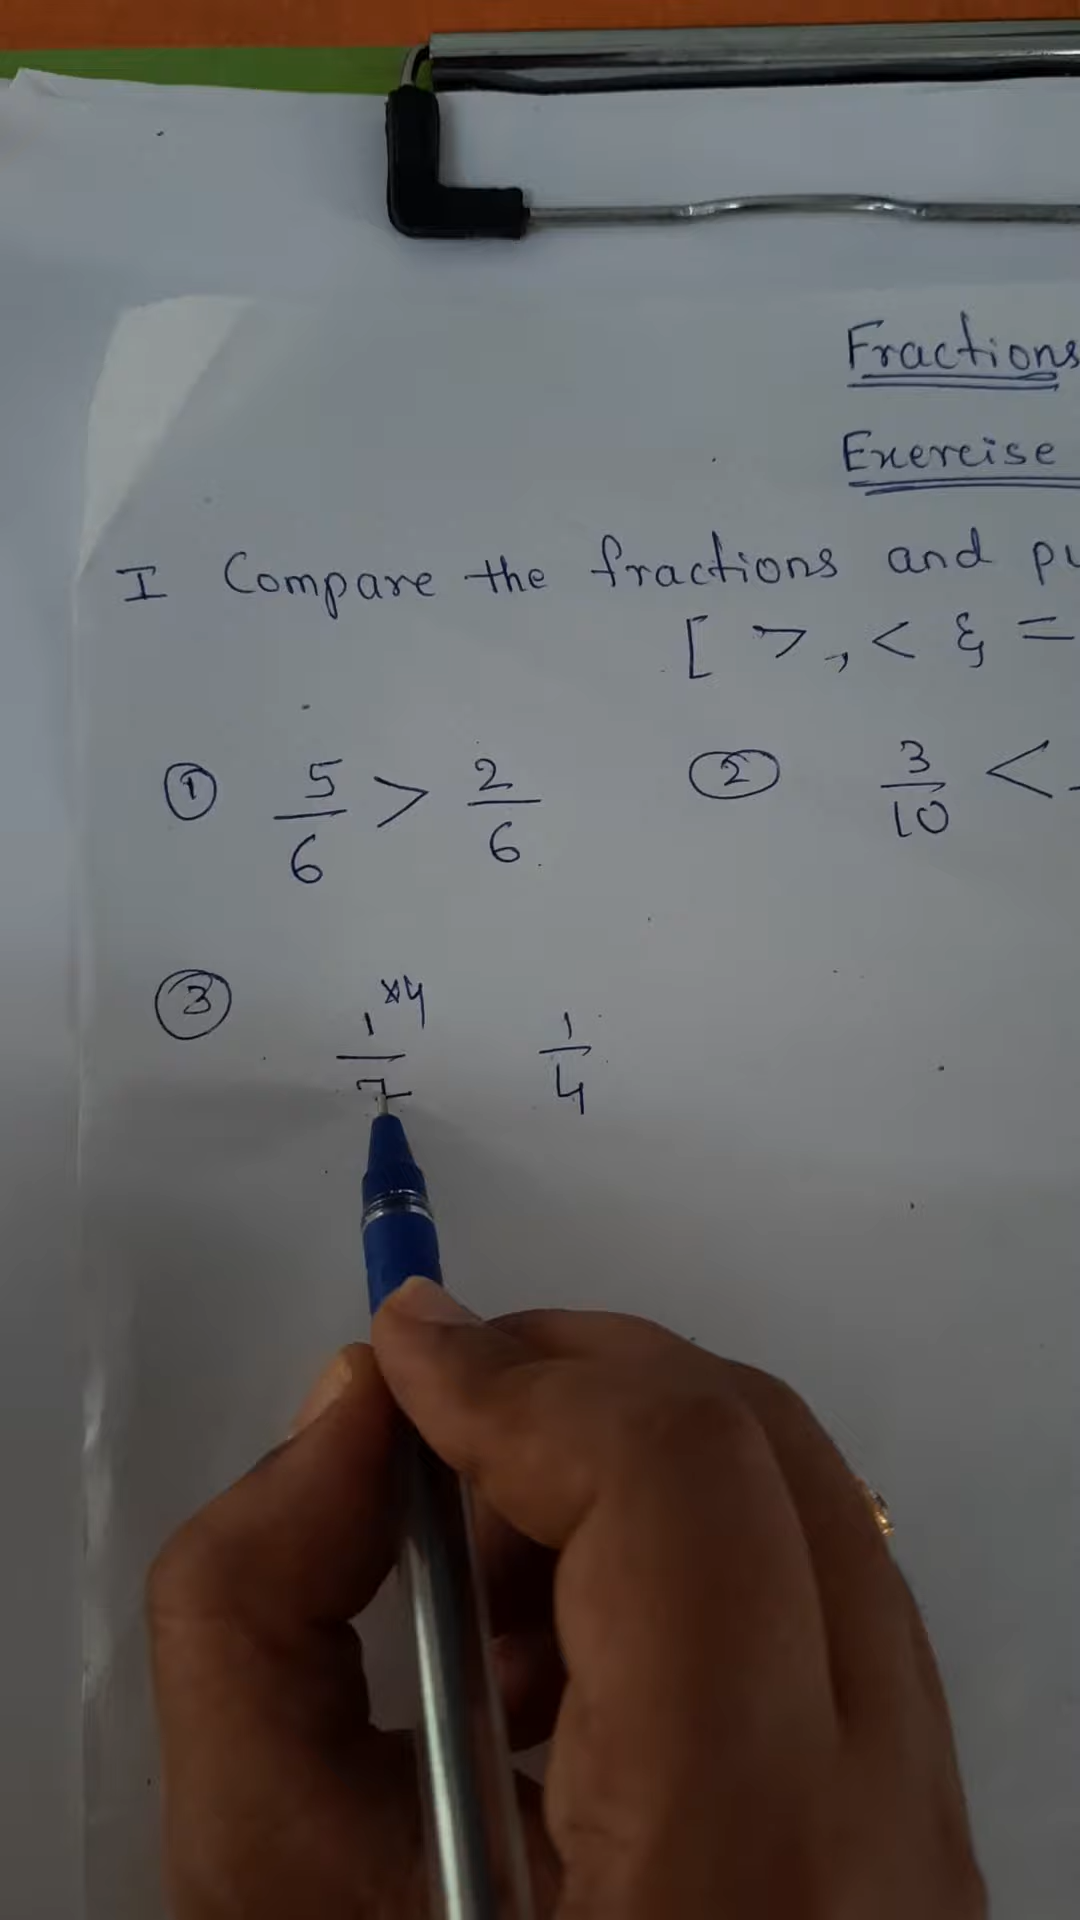 Fractions
Exercise
I Compare the fractions and pu
[ >, < & =
① 5/6 > 2/6 ② 3/10 <
③ 1×4/7 1/4